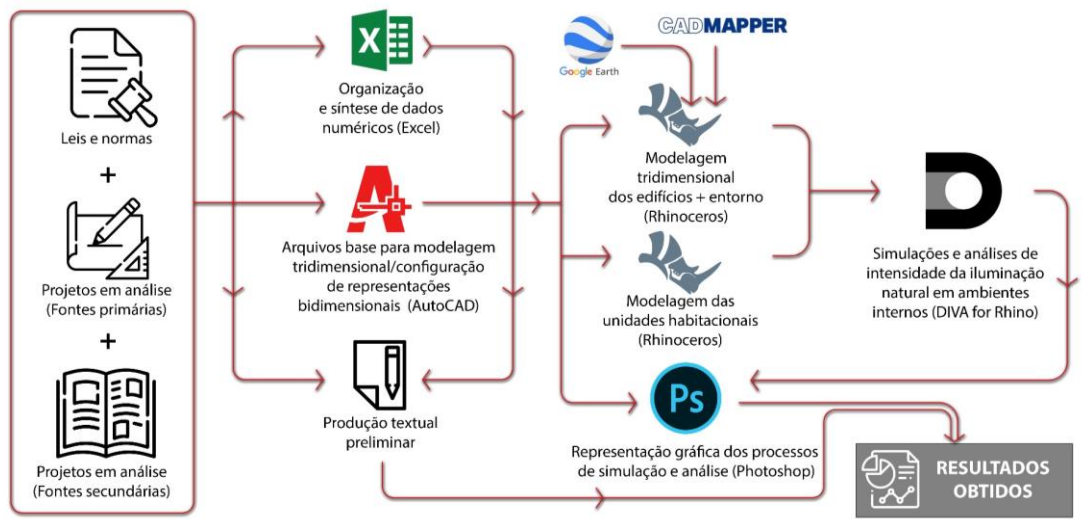 Leis e normas
+
Projetos em análise
(Fontes primárias)
+
Projetos em análise
(Fontes secundárias)
X
Organização
e síntese de dados
numéricos (Excel)
Arquivos base para modelagem
tridimensional/configuração
de representações
bidimensionais (AutoCAD)
Produção textual
preliminar
Google Earth
CADMAPPER
Modelagem
tridimensional
dos edifícios + entorno
(Rhinoceros)
Modelagem das
unidades habitacionais
(Rhinoceros)
Ps
Representação gráfica dos processos
de simulação e análise (Photoshop)
Simulações e análises de
intensidade da iluminação
natural em ambientes
internos (DIVA for Rhino)
RESULTADOS
OBTIDOS